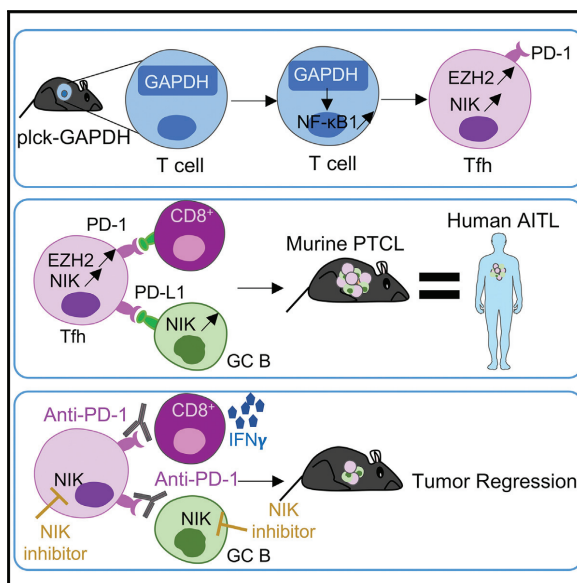 plck-GAPDH
GAPDH
T cell
GAPDH
NF-κB1
T cell
PD-1
EZH2
NIK
Tfh
PD-1
EZH2
NIK
Tfh
CD8+
PD-L1
NIK
GC B
Murine PTCL
Human AITL
Anti-PD-1
CD8+
IFNγ
NIK
NIK
inhibitor
Anti-PD-1
NIK
GC B
NIK
inhibitor
Tumor Regression